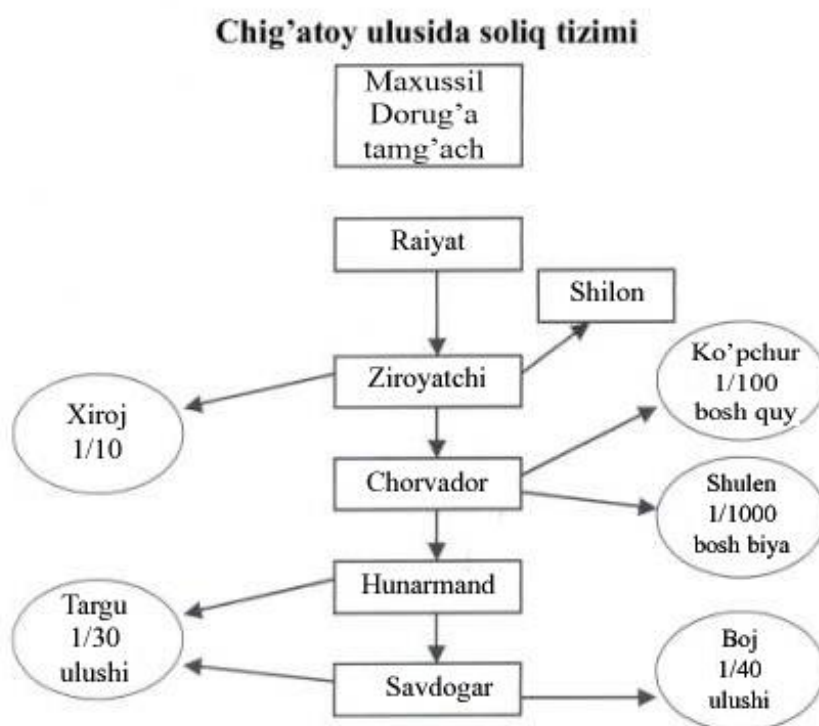 Chig’atoy ulusida soliq tizimi
Maxussil
Dorug’a
tamg’ach
Raiyat
Shilon
Ziroyatchi
Ko’pchur
1/100
bosh quy
Xiroj
1/10
Chorvador
Shulen
1/1000
bosh biya
Hunarmand
Targu
1/30
ulushi
Savdogar
Boj
1/40
ulushi